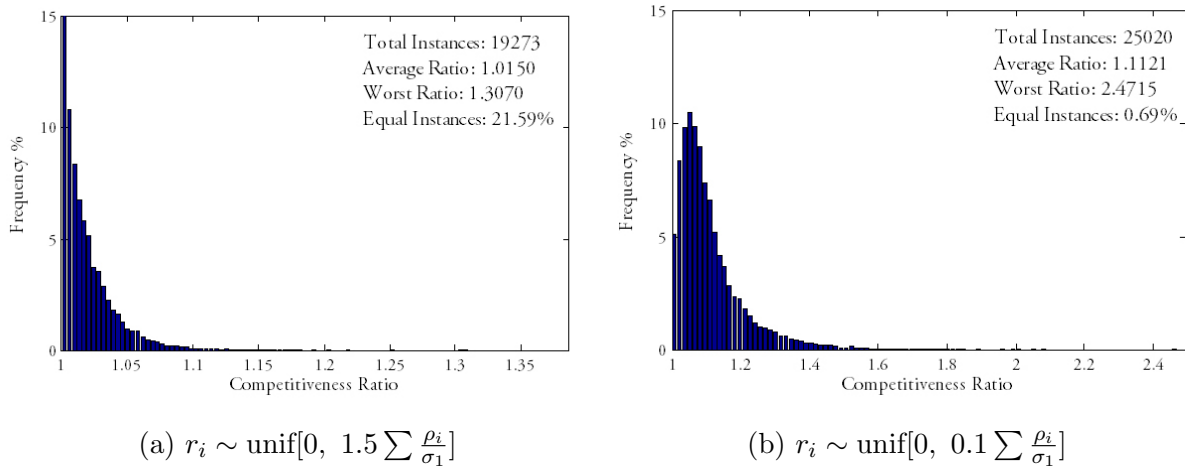 15
10
5
0
Frequency %
Total Instances: 19273
Average Ratio: 1.0150
Worst Ratio: 1.3070
Equal Instances: 21.59%
1 1.05 1.1 1.15 1.2 1.25 1.3 1.35
Competitiveness Ratio
(a) r_i ∼ unif[0, 1.5 ∑ ρ_i/σ_1]
15
10
5
0
Frequency %
Total Instances: 25020
Average Ratio: 1.1121
Worst Ratio: 2.4715
Equal Instances: 0.69%
1 1.2 1.4 1.6 1.8 2 2.2 2.4
Competitiveness Ratio
(b) r_i ∼ unif[0, 0.1 ∑ ρ_i/σ_1]